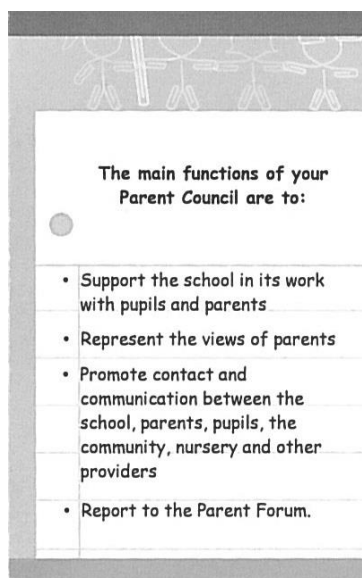 The main functions of your
Parent Council are to:
• Support the school in its work
with pupils and parents
• Represent the views of parents
• Promote contact and
communication between the
school, parents, pupils, the
community, nursery and other
providers
• Report to the Parent Forum.